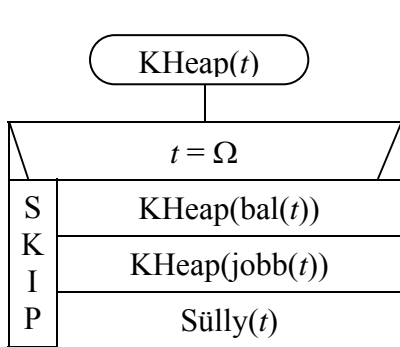 KHeap(t)
t = Ω
S
K
I
P
KHeap(bal(t))
KHeap(jobb(t))
Sülly(t)